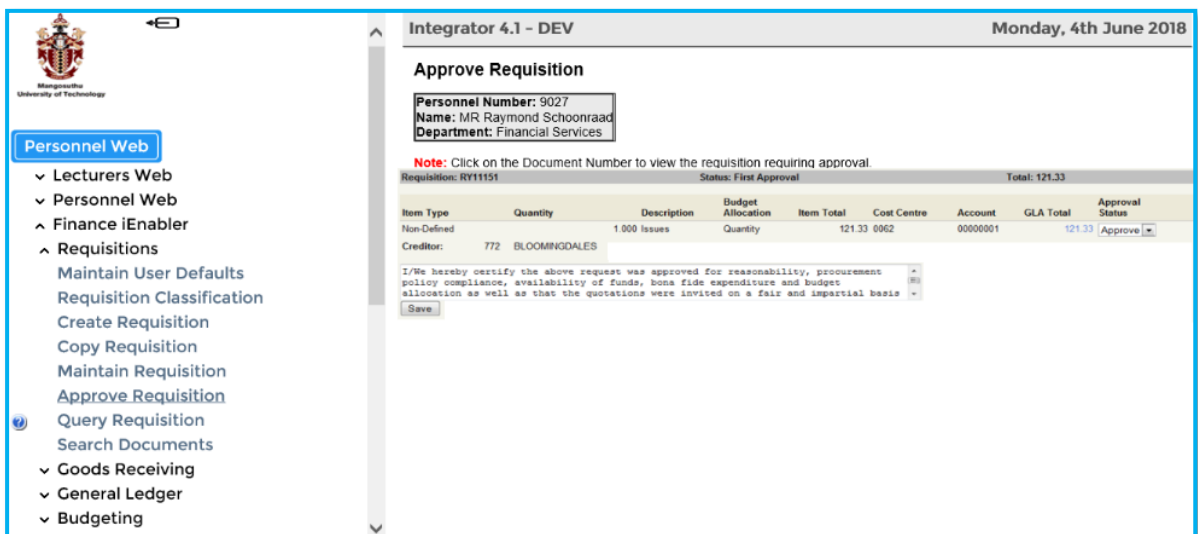 Mangosuthu
University of Technology
Personnel Web
Lecturers Web
Personnel Web
Finance iEnabler
Requisitions
Maintain User Defaults
Requisition Classification
Create Requisition
Copy Requisition
Maintain Requisition
Approve Requisition
Query Requisition
Search Documents
Goods Receiving
General Ledger
Budgeting
Integrator 4.1 - DEV Monday, 4th June 2018
Approve Requisition
Personnel Number: 9027
Name: MR Raymond Schoonraad
Department: Financial Services
Note: Click on the Document Number to view the requisition requiring approval.
Requisition: RY11151 Status: First Approval Total: 121.33
Item Type Quantity Description Budget Allocation Item Total Cost Centre Account GLA Total Approval Status
Non-Defined 1.000 Issues Quantity 121.33 0062 00000001 121.33 Approve
Creditor: 772 BLOOMINGDALES
I/We hereby certify the above request was approved for reasonability, procurement
policy compliance, availability of funds, bona fide expenditure and budget
allocation as well as that the quotations were invited on a fair and impartial basis
Save